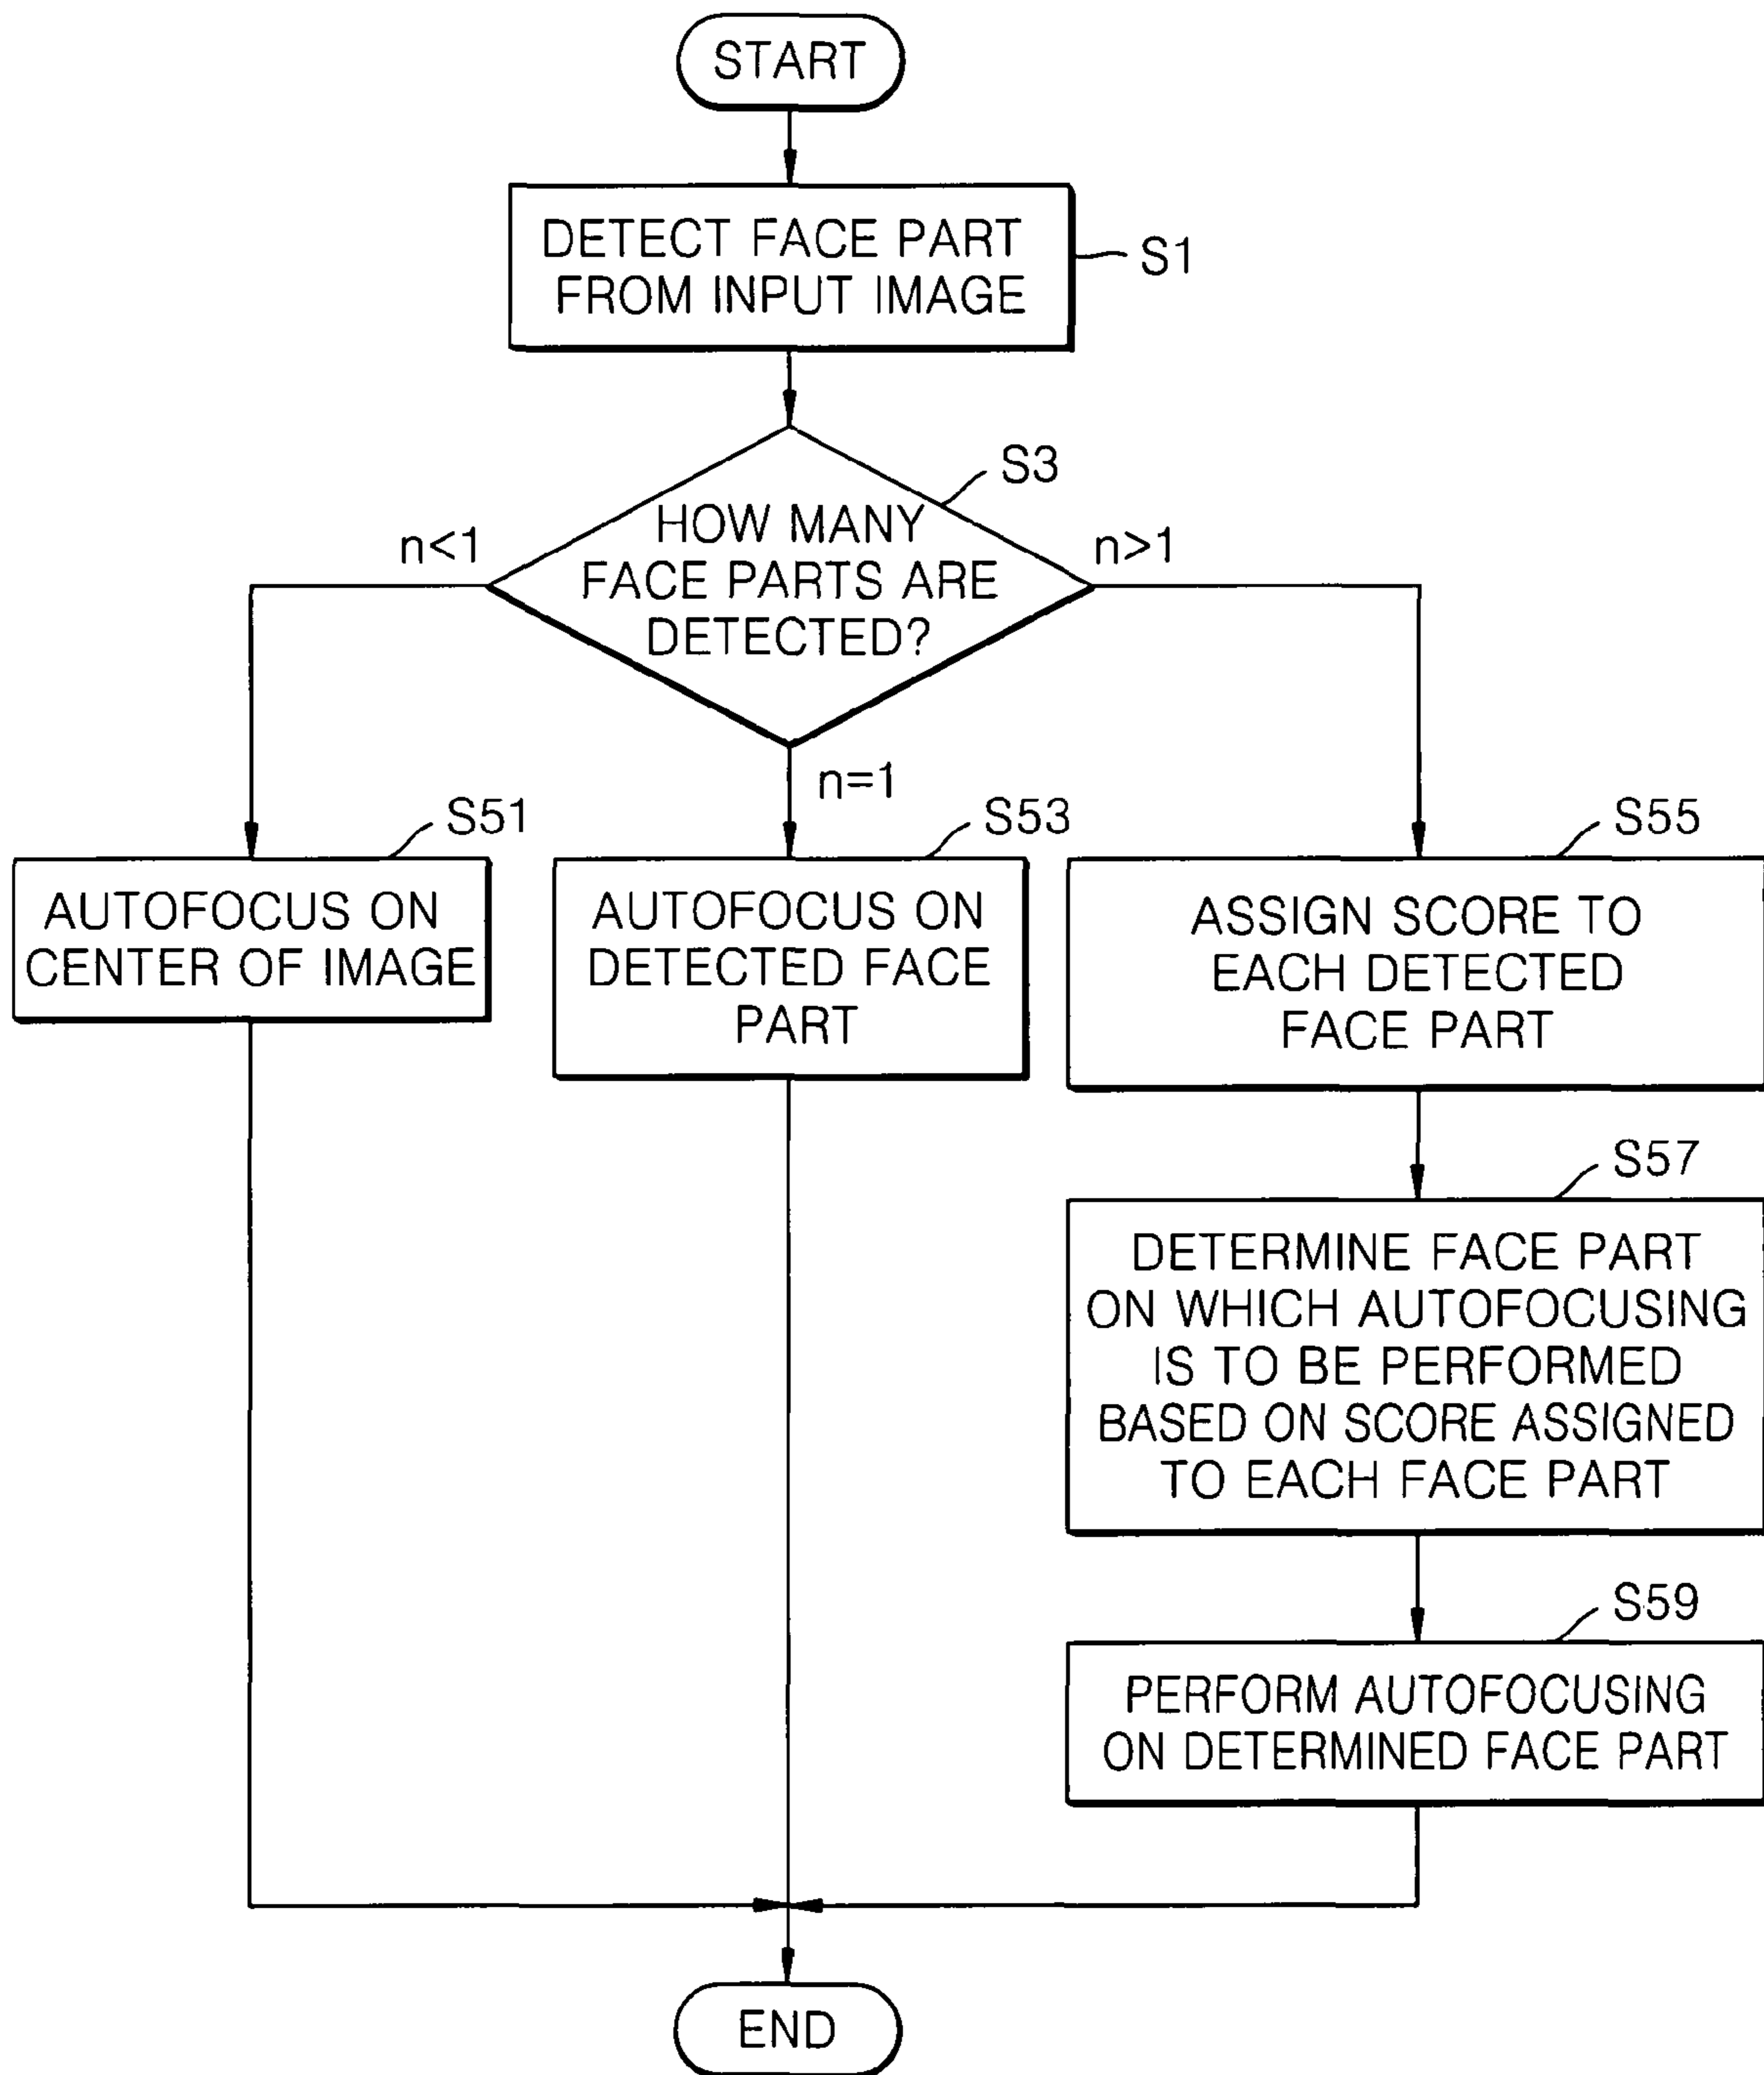 START
DETECT FACE PART
FROM INPUT IMAGE
S1
S3
HOW MANY
FACE PARTS ARE
DETECTED?
n<1
n>1
n=1
S51
AUTOFOCUS ON
CENTER OF IMAGE
S53
AUTOFOCUS ON
DETECTED FACE
PART
S55
ASSIGN SCORE TO
EACH DETECTED
FACE PART
S57
DETERMINE FACE PART
ON WHICH AUTOFOCUSING
IS TO BE PERFORMED
BASED ON SCORE ASSIGNED
TO EACH FACE PART
S59
PERFORM AUTOFOCUSING
ON DETERMINED FACE PART
END